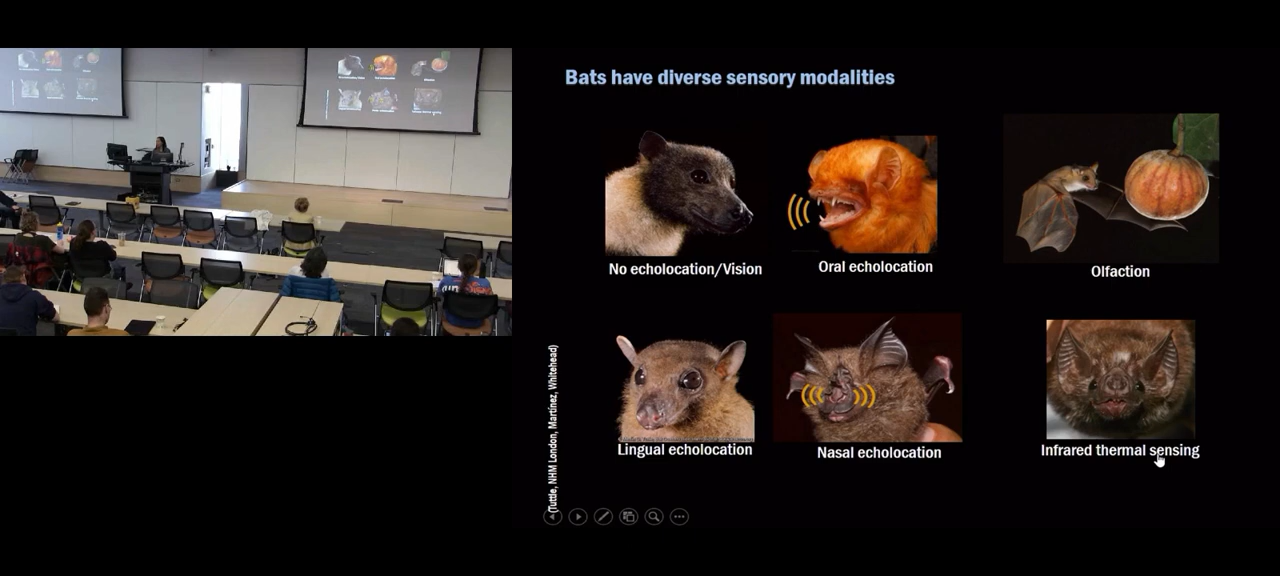 Bats have diverse sensory modalities
No echolocation/Vision
Oral echolocation
Olfaction
Lingual echolocation
Nasal echolocation
Infrared thermal sensing
(Tuttle, NHM London, Martinez, Whitehead)